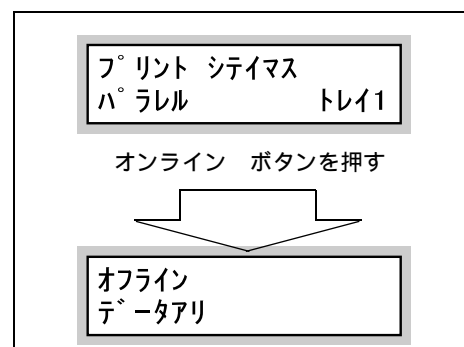 プリント シテイマス
パラレル トレイ1
オンライン ボタンを押す
オフライン
データアリ